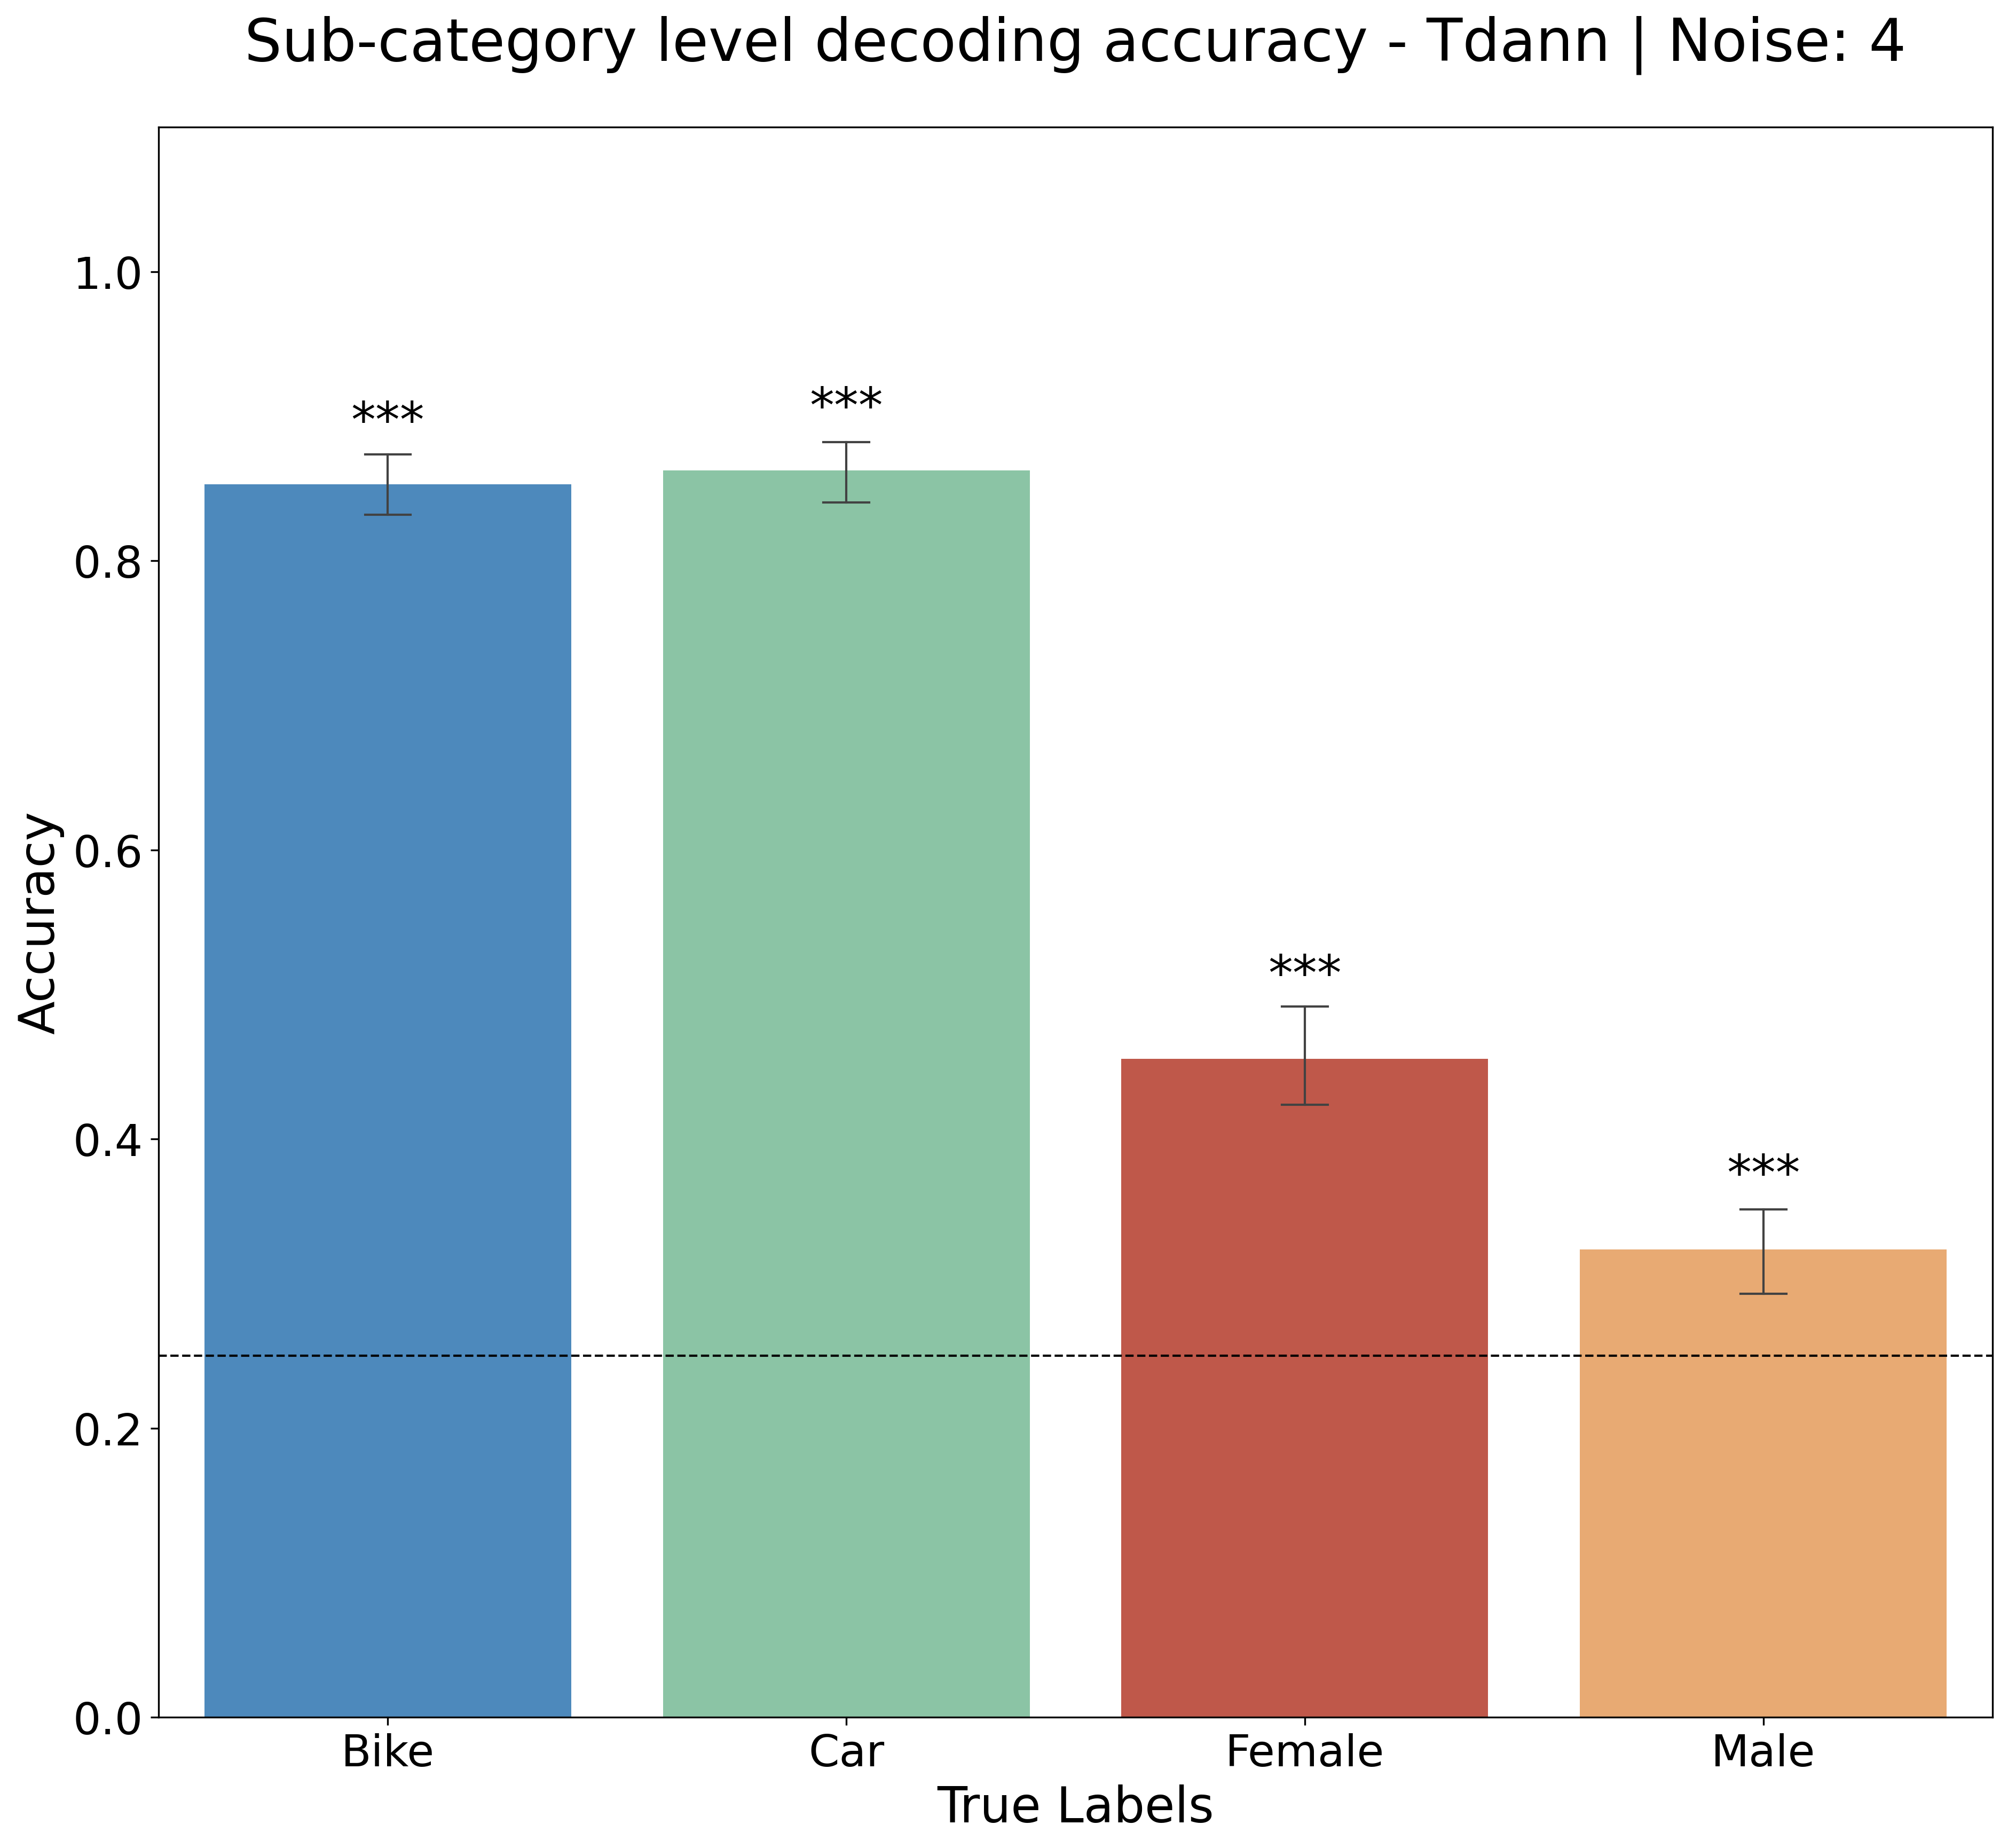 Sub-category level decoding accuracy - Tdann | Noise: 4
1.0
0.8
0.6
0.4
0.2
0.0
Accuracy
***
***
***
***
Bike
Car
Female
Male
True Labels